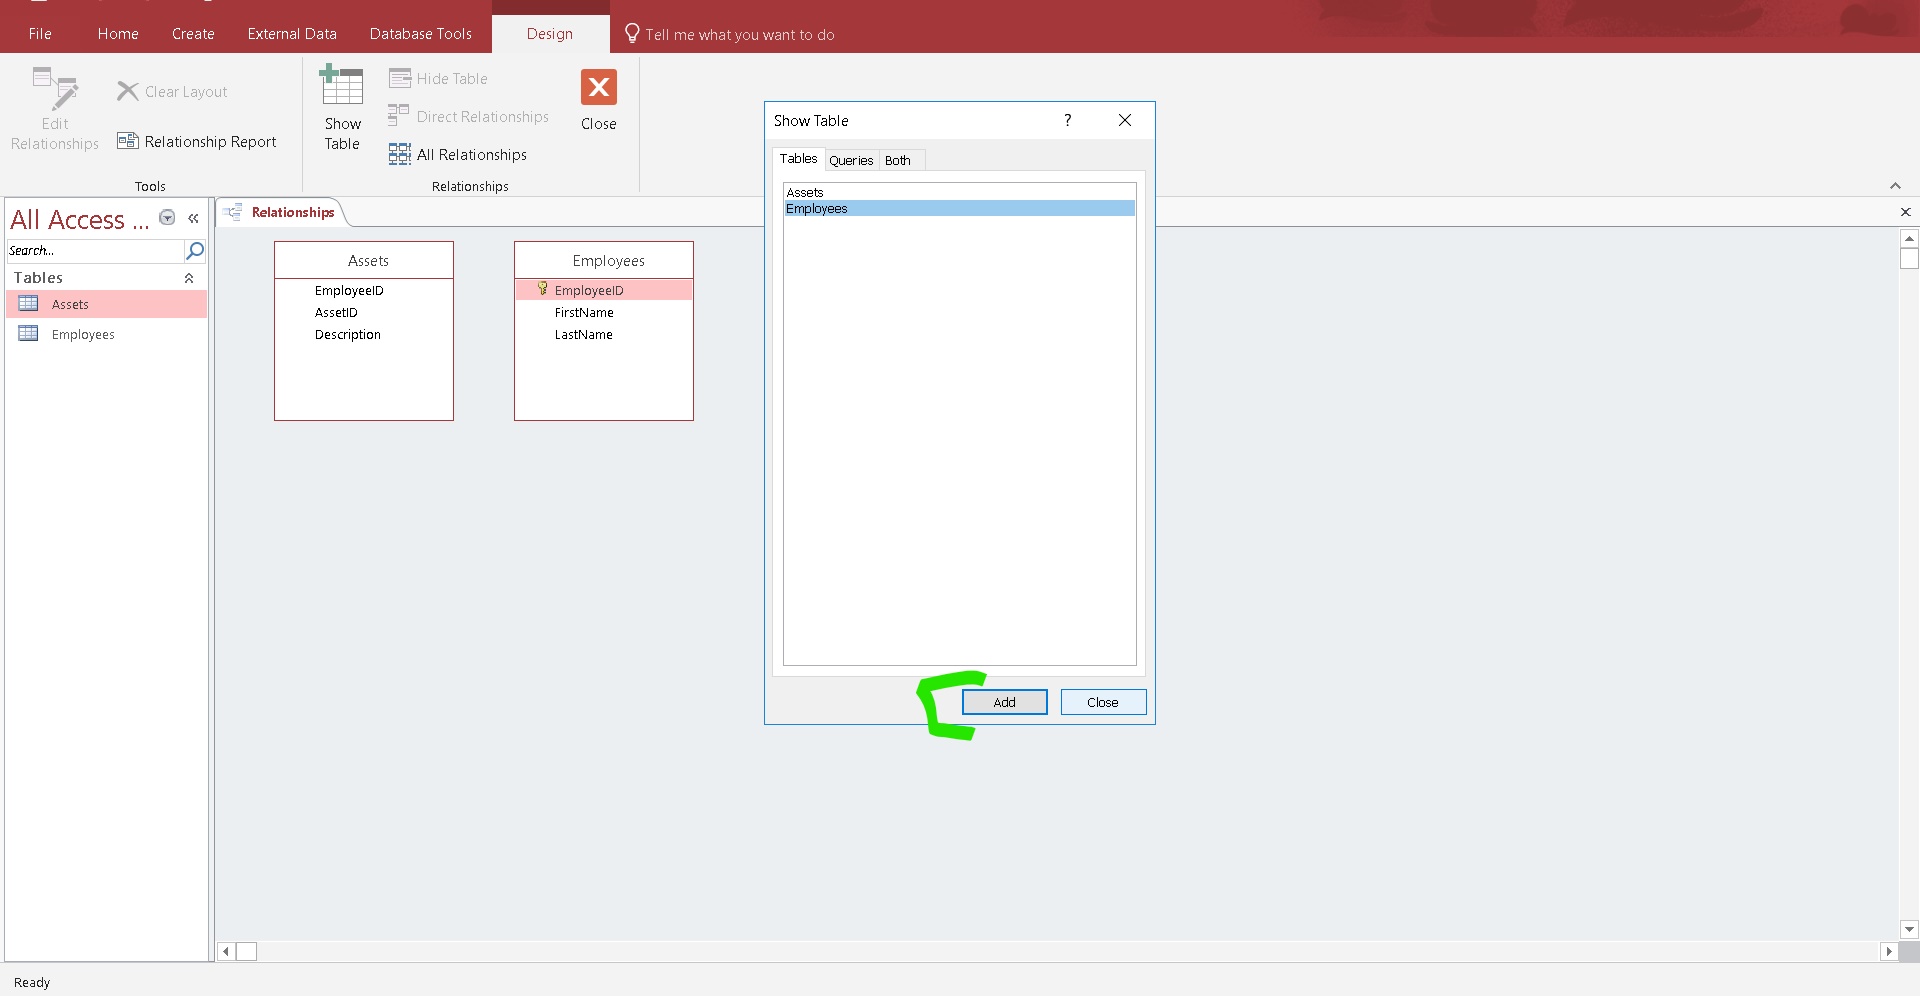 File Home Create External Data Database Tools Design Tell me what you want to do
Edit Relationships
Clear Layout
Relationship Report
Tools
Show Table
Hide Table
Direct Relationships
All Relationships
Relationships
Close
All Access ...
Search...
Tables
Assets
Employees
Relationships
Assets
EmployeeID
AssetID
Description
Employees
EmployeeID
FirstName
LastName
Show Table ?
Tables Queries Both
Assets
Employees
Add Close
Ready